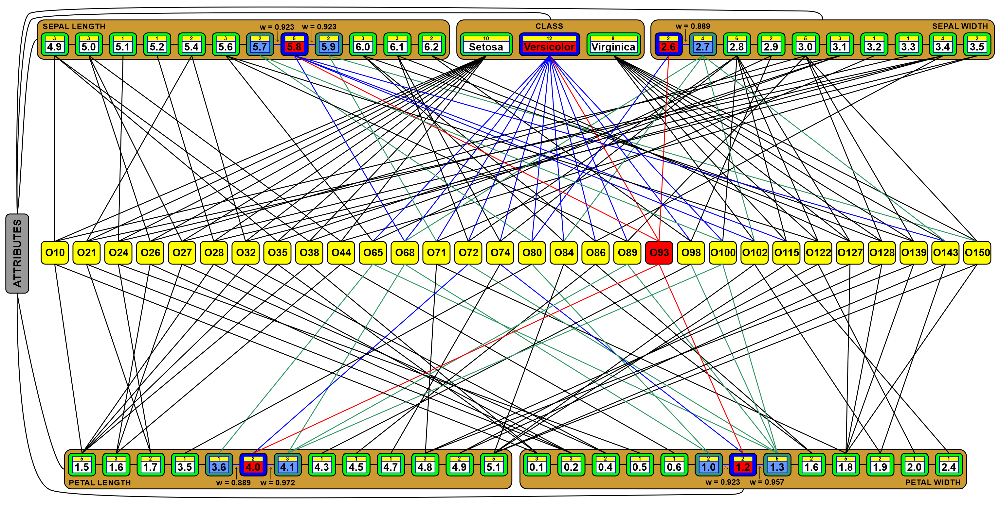 SEPAL LENGTH w = 0.923 w = 0.923 CLASS w = 0.889 SEPAL WIDTH
3 3 1 1 2 3 2 5 2 3 3 2 10 12 8 2 4 6 2 5 3 1 1 4 2
4.9 5.0 5.1 5.2 5.4 5.6 5.7 5.8 5.9 6.0 6.1 6.2 Setosa Versicolor Virginica 2.6 2.7 2.8 2.9 3.0 3.1 3.2 3.3 3.4 3.5
ATTRIBUTES
O10 O21 O24 O26 O27 O28 O32 O35 O38 O44 O65 O68 O71 O72 O74 O80 O84 O86 O89 O93 O98 O100 O102 O115 O122 O127 O128 O139 O143 O150
5 3 2 1 1 2 3 1 1 1 3 2 5 3 3 2 1 1 2 2 5 2 5 2 1 1
1.5 1.6 1.7 3.5 3.6 4.0 4.1 4.3 4.5 4.7 4.8 4.9 5.1 0.1 0.2 0.4 0.5 0.6 1.0 1.2 1.3 1.6 1.8 1.9 2.0 2.4
PETAL LENGTH w = 0.889 w = 0.972 w = 0.923 w = 0.957 PETAL WIDTH